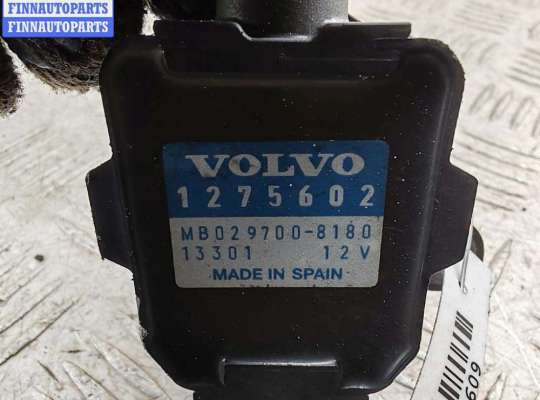 FINNAUTOPARTS
FINNAUTOPARTS
VOLVO
1275602
MB029700-8180
13301 12V
MADE IN SPAIN
609